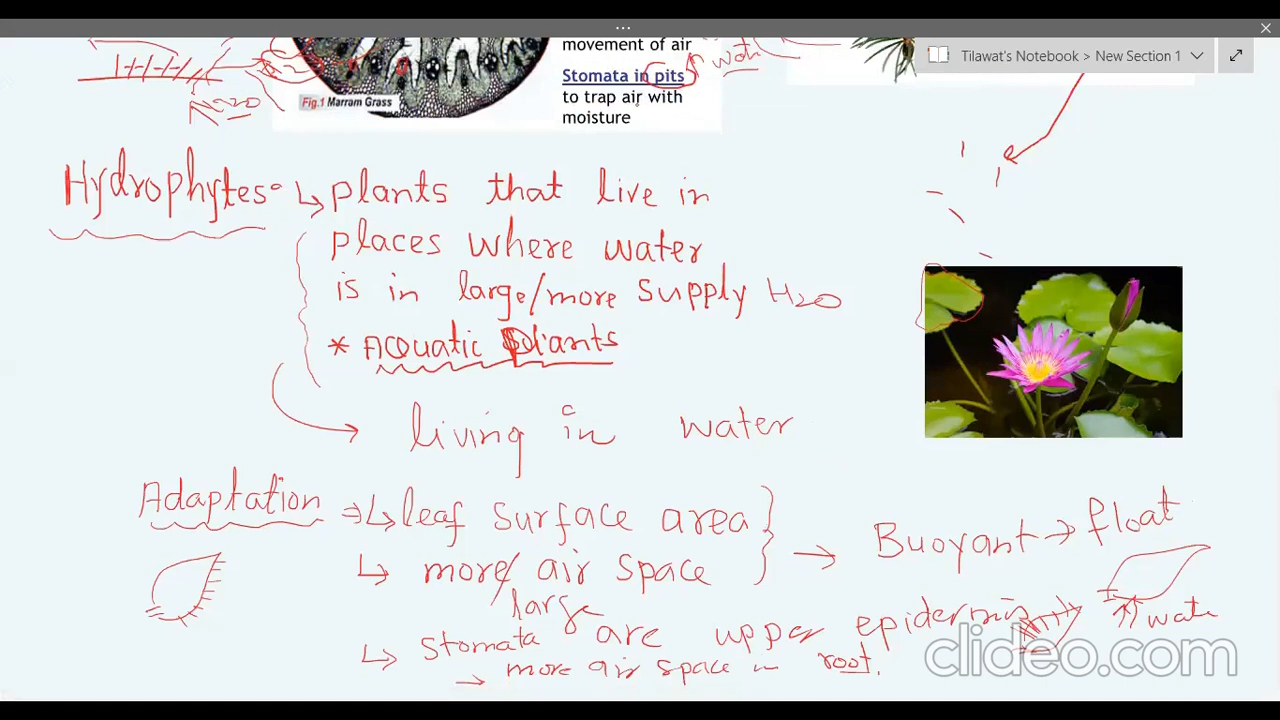 ...
Tilawat's Notebook > New Section 1
movement of air
Stomata in pits
to trap air with
moisture
Fig.1 Marram Grass
H2O
Hydrophytes
↳ plants that live in
places where water
is in large/more supply H2O
* Aquatic plants
living in water
Adaptation ⇒ ↳ leaf surface area
↳ more/large air space
→ Buoyant → float
↳ stomata are upper epidermis
→ more air space in root.
↑↑ wate
clideo.com